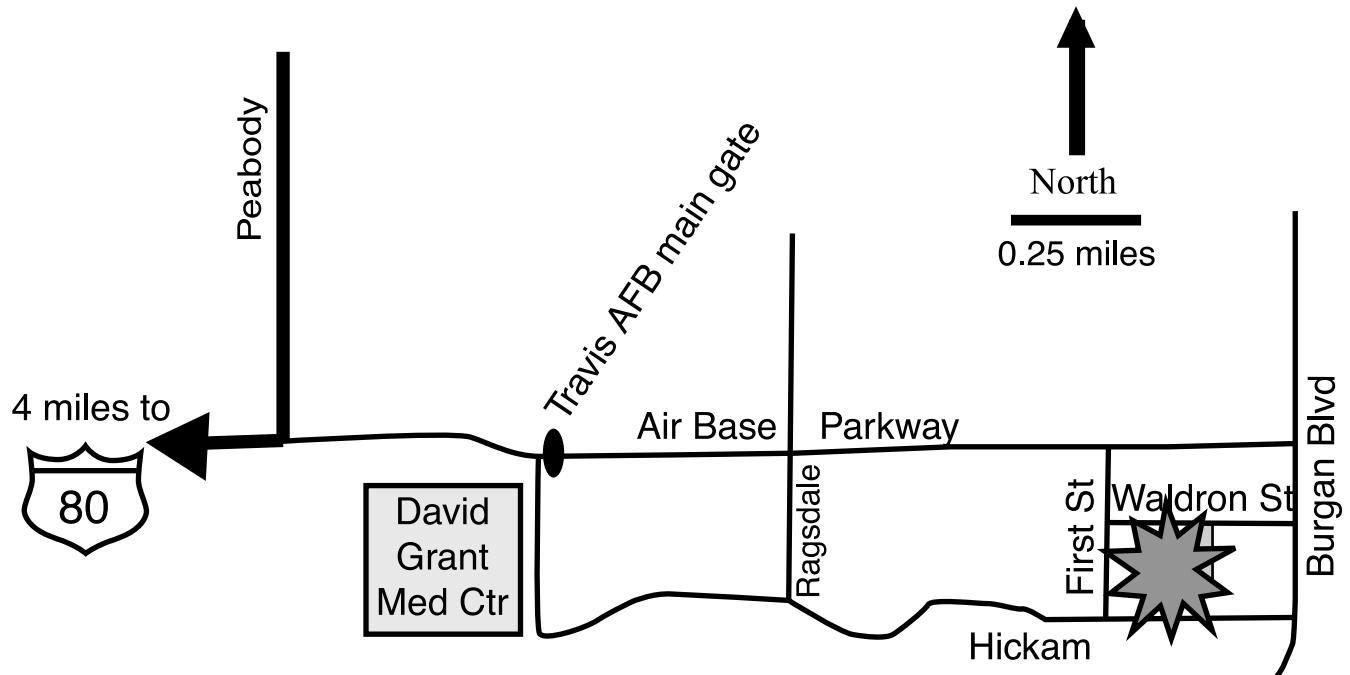 Peabody
Travis AFB main gate
North
0.25 miles
4 miles to
80
Air Base Parkway
David
Grant
Med Ctr
Ragsdale
First St
Waldron St
Burgan Blvd
Hickam